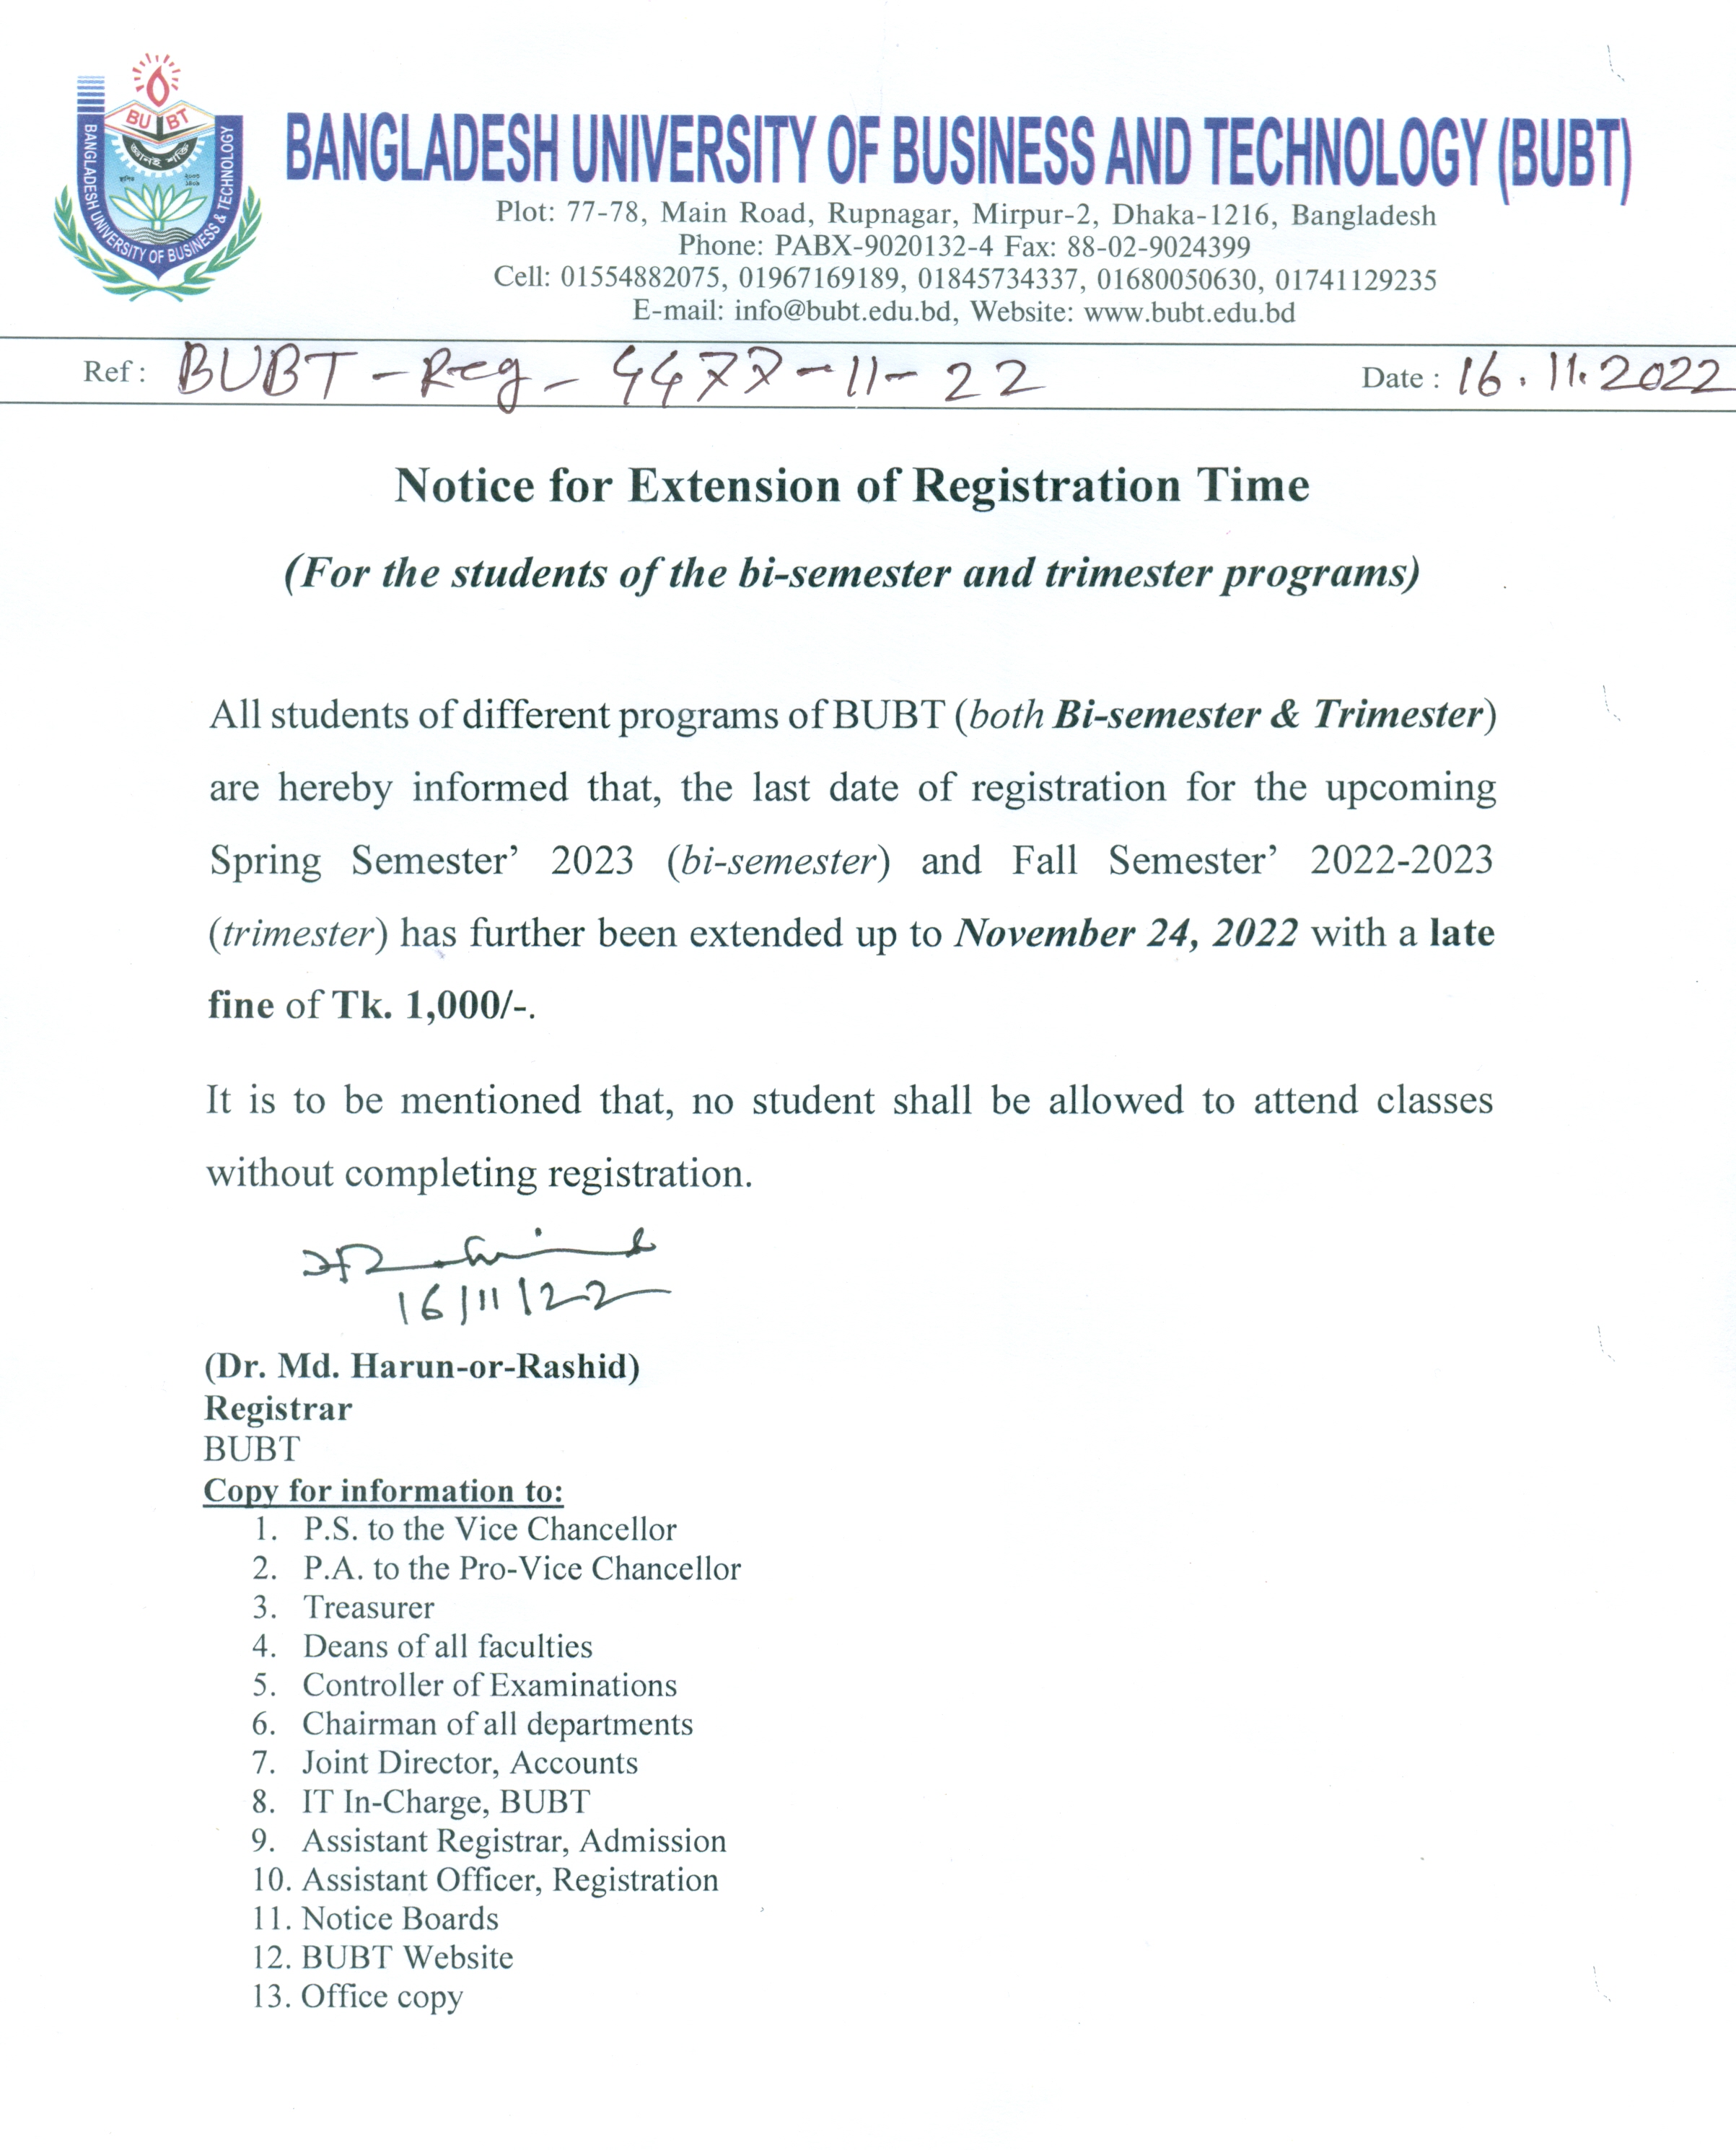 BU BT
জ্ঞানই শক্তি
BANGLADESH UNIVERSITY OF BUSINESS & TECHNOLOGY
BANGLADESH UNIVERSITY OF BUSINESS AND TECHNOLOGY (BUBT)
Plot: 77-78, Main Road, Rupnagar, Mirpur-2, Dhaka-1216, Bangladesh
Phone: PABX-9020132-4 Fax: 88-02-9024399
Cell: 01554882075, 01967169189, 01845734337, 01680050630, 01741129235
E-mail: info@bubt.edu.bd, Website: www.bubt.edu.bd
Ref : BUBT - Reg - 4477 - 11 - 22 Date : 16.11.2022
Notice for Extension of Registration Time
(For the students of the bi-semester and trimester programs)
All students of different programs of BUBT (both Bi-semester & Trimester)
are hereby informed that, the last date of registration for the upcoming
Spring Semester’ 2023 (bi-semester) and Fall Semester’ 2022-2023
(trimester) has further been extended up to November 24, 2022 with a late
fine of Tk. 1,000/-.
It is to be mentioned that, no student shall be allowed to attend classes
without completing registration.
16/11/22
(Dr. Md. Harun-or-Rashid)
Registrar
BUBT
Copy for information to:
1. P.S. to the Vice Chancellor
2. P.A. to the Pro-Vice Chancellor
3. Treasurer
4. Deans of all faculties
5. Controller of Examinations
6. Chairman of all departments
7. Joint Director, Accounts
8. IT In-Charge, BUBT
9. Assistant Registrar, Admission
10. Assistant Officer, Registration
11. Notice Boards
12. BUBT Website
13. Office copy